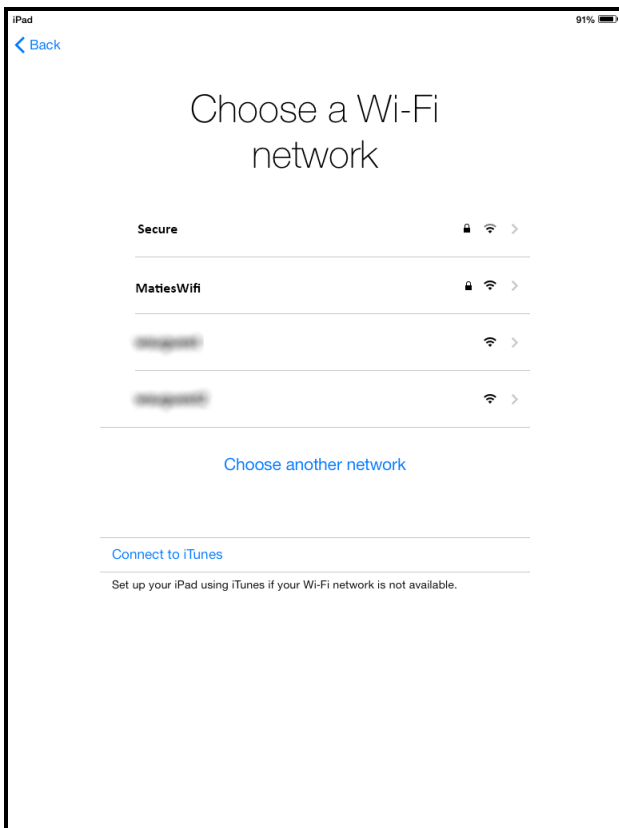 iPad 91%
Back
Choose a Wi-Fi
network
Secure
MatiesWifi
Choose another network
Connect to iTunes
Set up your iPad using iTunes if your Wi-Fi network is not available.